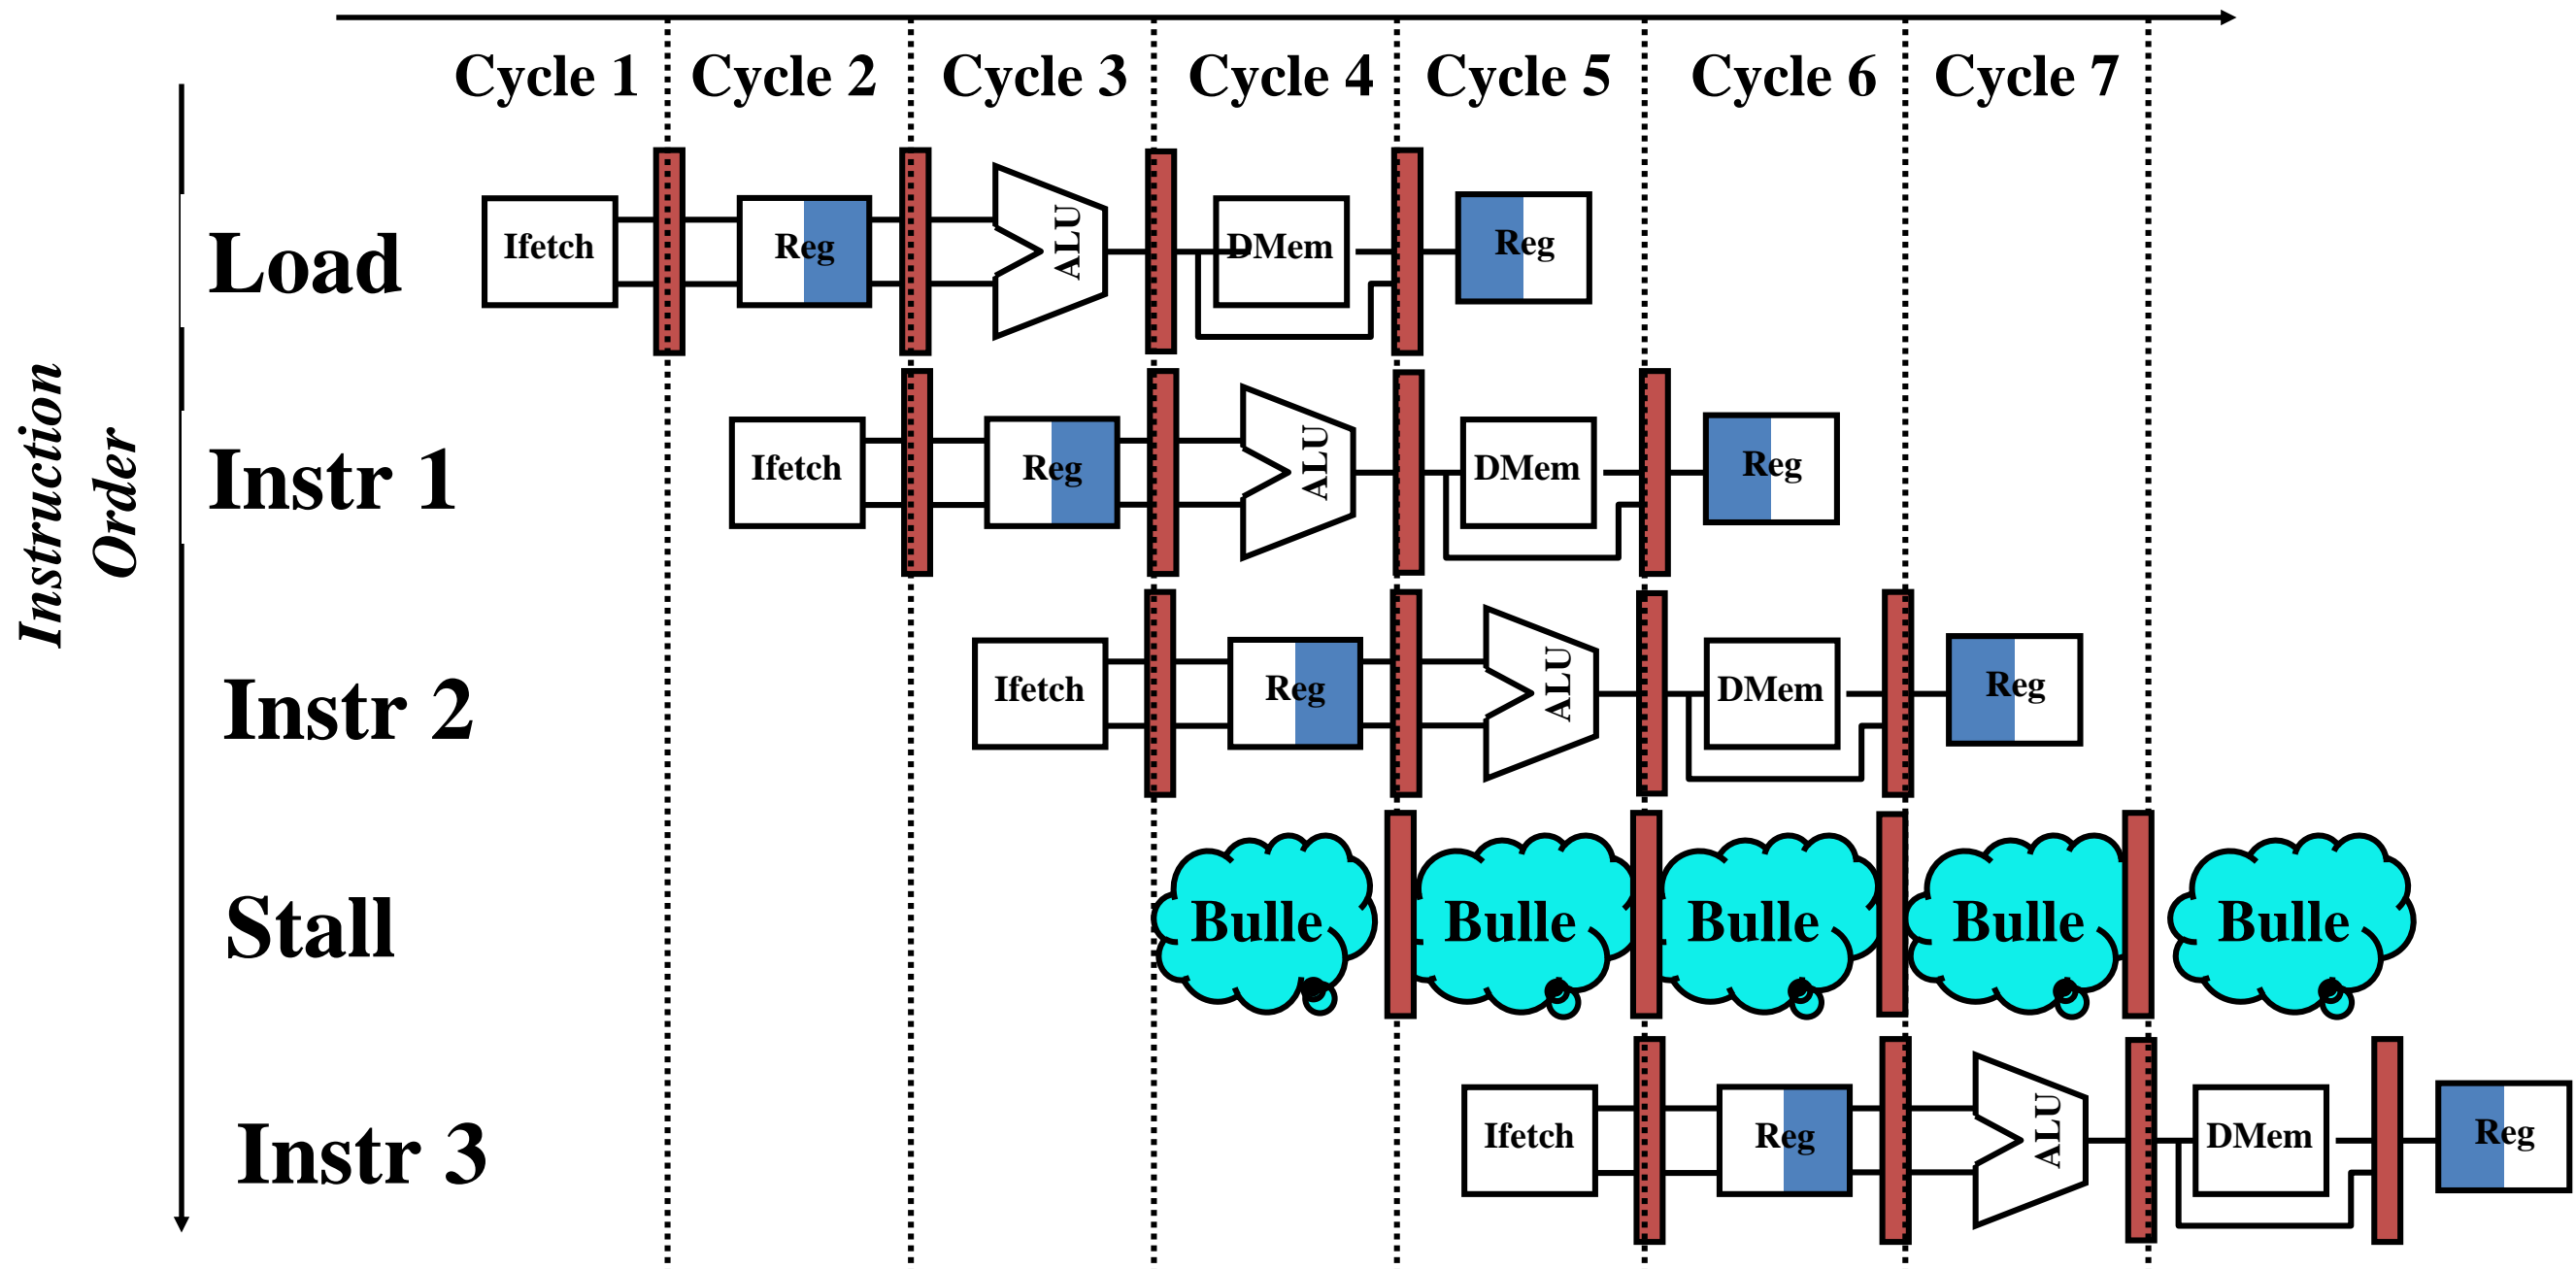 Cycle 1 Cycle 2 Cycle 3 Cycle 4 Cycle 5 Cycle 6 Cycle 7
Instruction
Order
Load Ifetch Reg ALU DMem Reg
Instr 1 Ifetch Reg ALU DMem Reg
Instr 2 Ifetch Reg ALU DMem Reg
Stall Bulle Bulle Bulle Bulle Bulle
Instr 3 Ifetch Reg ALU DMem Reg